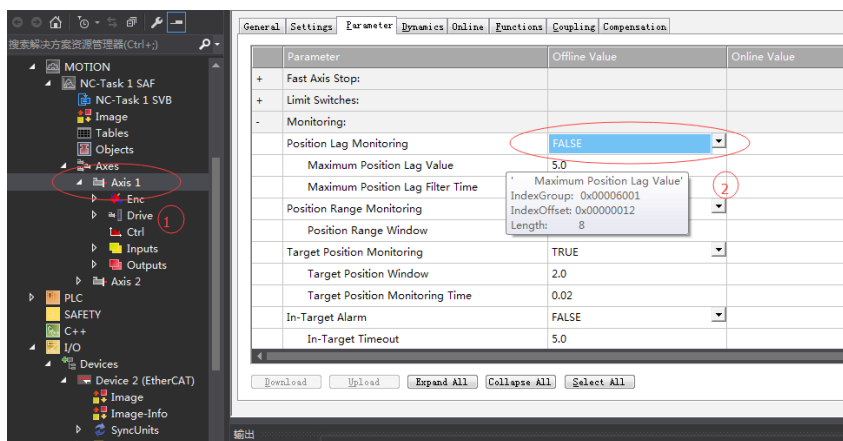 搜索解决方案资源管理器(Ctrl+;)
MOTION
NC-Task 1 SAF
NC-Task 1 SVB
Image
Tables
Objects
Axes
Axis 1
Enc
Drive
Ctrl
Inputs
Outputs
Axis 2
PLC
SAFETY
C++
I/O
Devices
Device 2 (EtherCAT)
Image
Image-Info
SyncUnits
1
General Settings Parameter Dynamics Online Functions Coupling Compensation
Parameter Offline Value Online Value
+ Fast Axis Stop:
+ Limit Switches:
- Monitoring:
Position Lag Monitoring FALSE
Maximum Position Lag Value 5.0
Maximum Position Lag Filter Time
Position Range Monitoring
Position Range Window
Target Position Monitoring TRUE
Target Position Window 2.0
Target Position Monitoring Time 0.02
In-Target Alarm FALSE
In-Target Timeout 5.0
' Maximum Position Lag Value'
IndexGroup: 0x00006001
IndexOffset: 0x00000012
Length: 8
2
Download Upload Expand All Collapse All Select All
输出